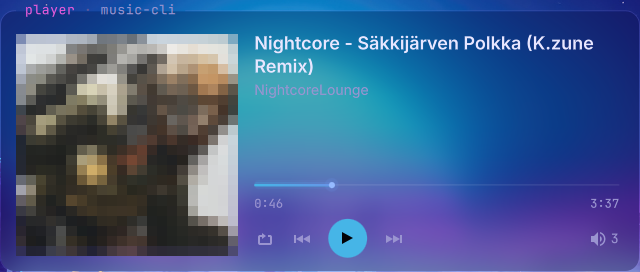 player · music-cli
Nightcore - Säkkijärven Polkka (K.zune
Remix)
NightcoreLounge
0:46 3:37
3